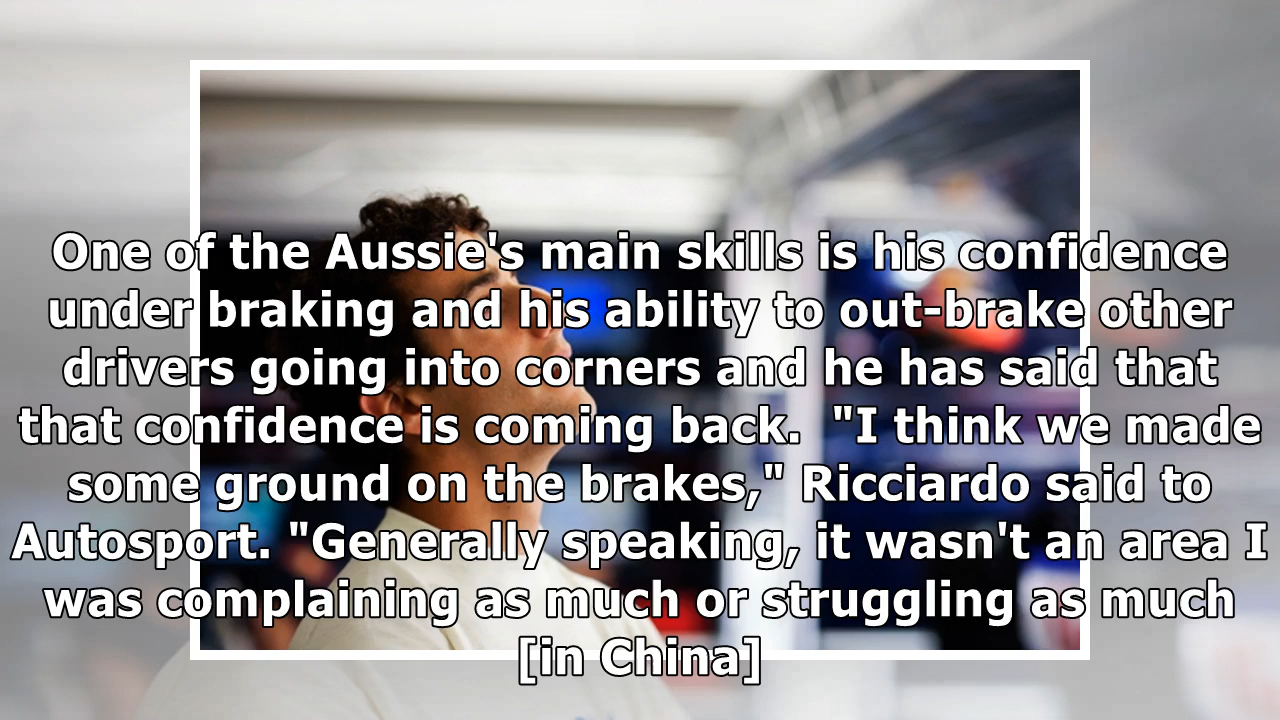 One of the Aussie's main skills is his confidence
under braking and his ability to out-brake other
drivers going into corners and he has said that
that confidence is coming back.  "I think we made
some ground on the brakes," Ricciardo said to
Autosport. "Generally speaking, it wasn't an area I
was complaining as much or struggling as much
[in China]